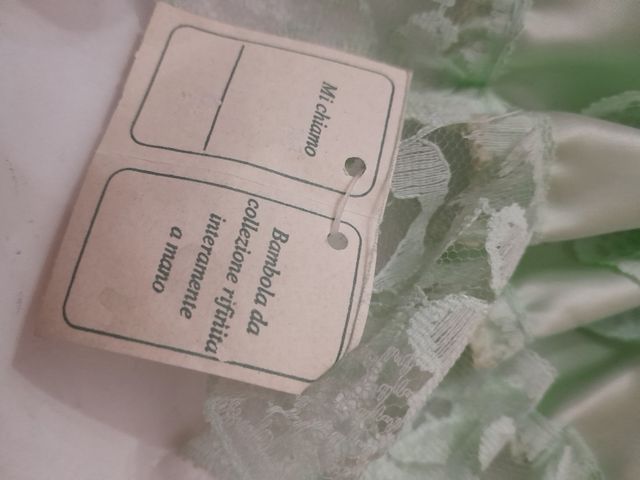 Mi chiamo
Bambola da
collezione rifinita
interamente
a mano